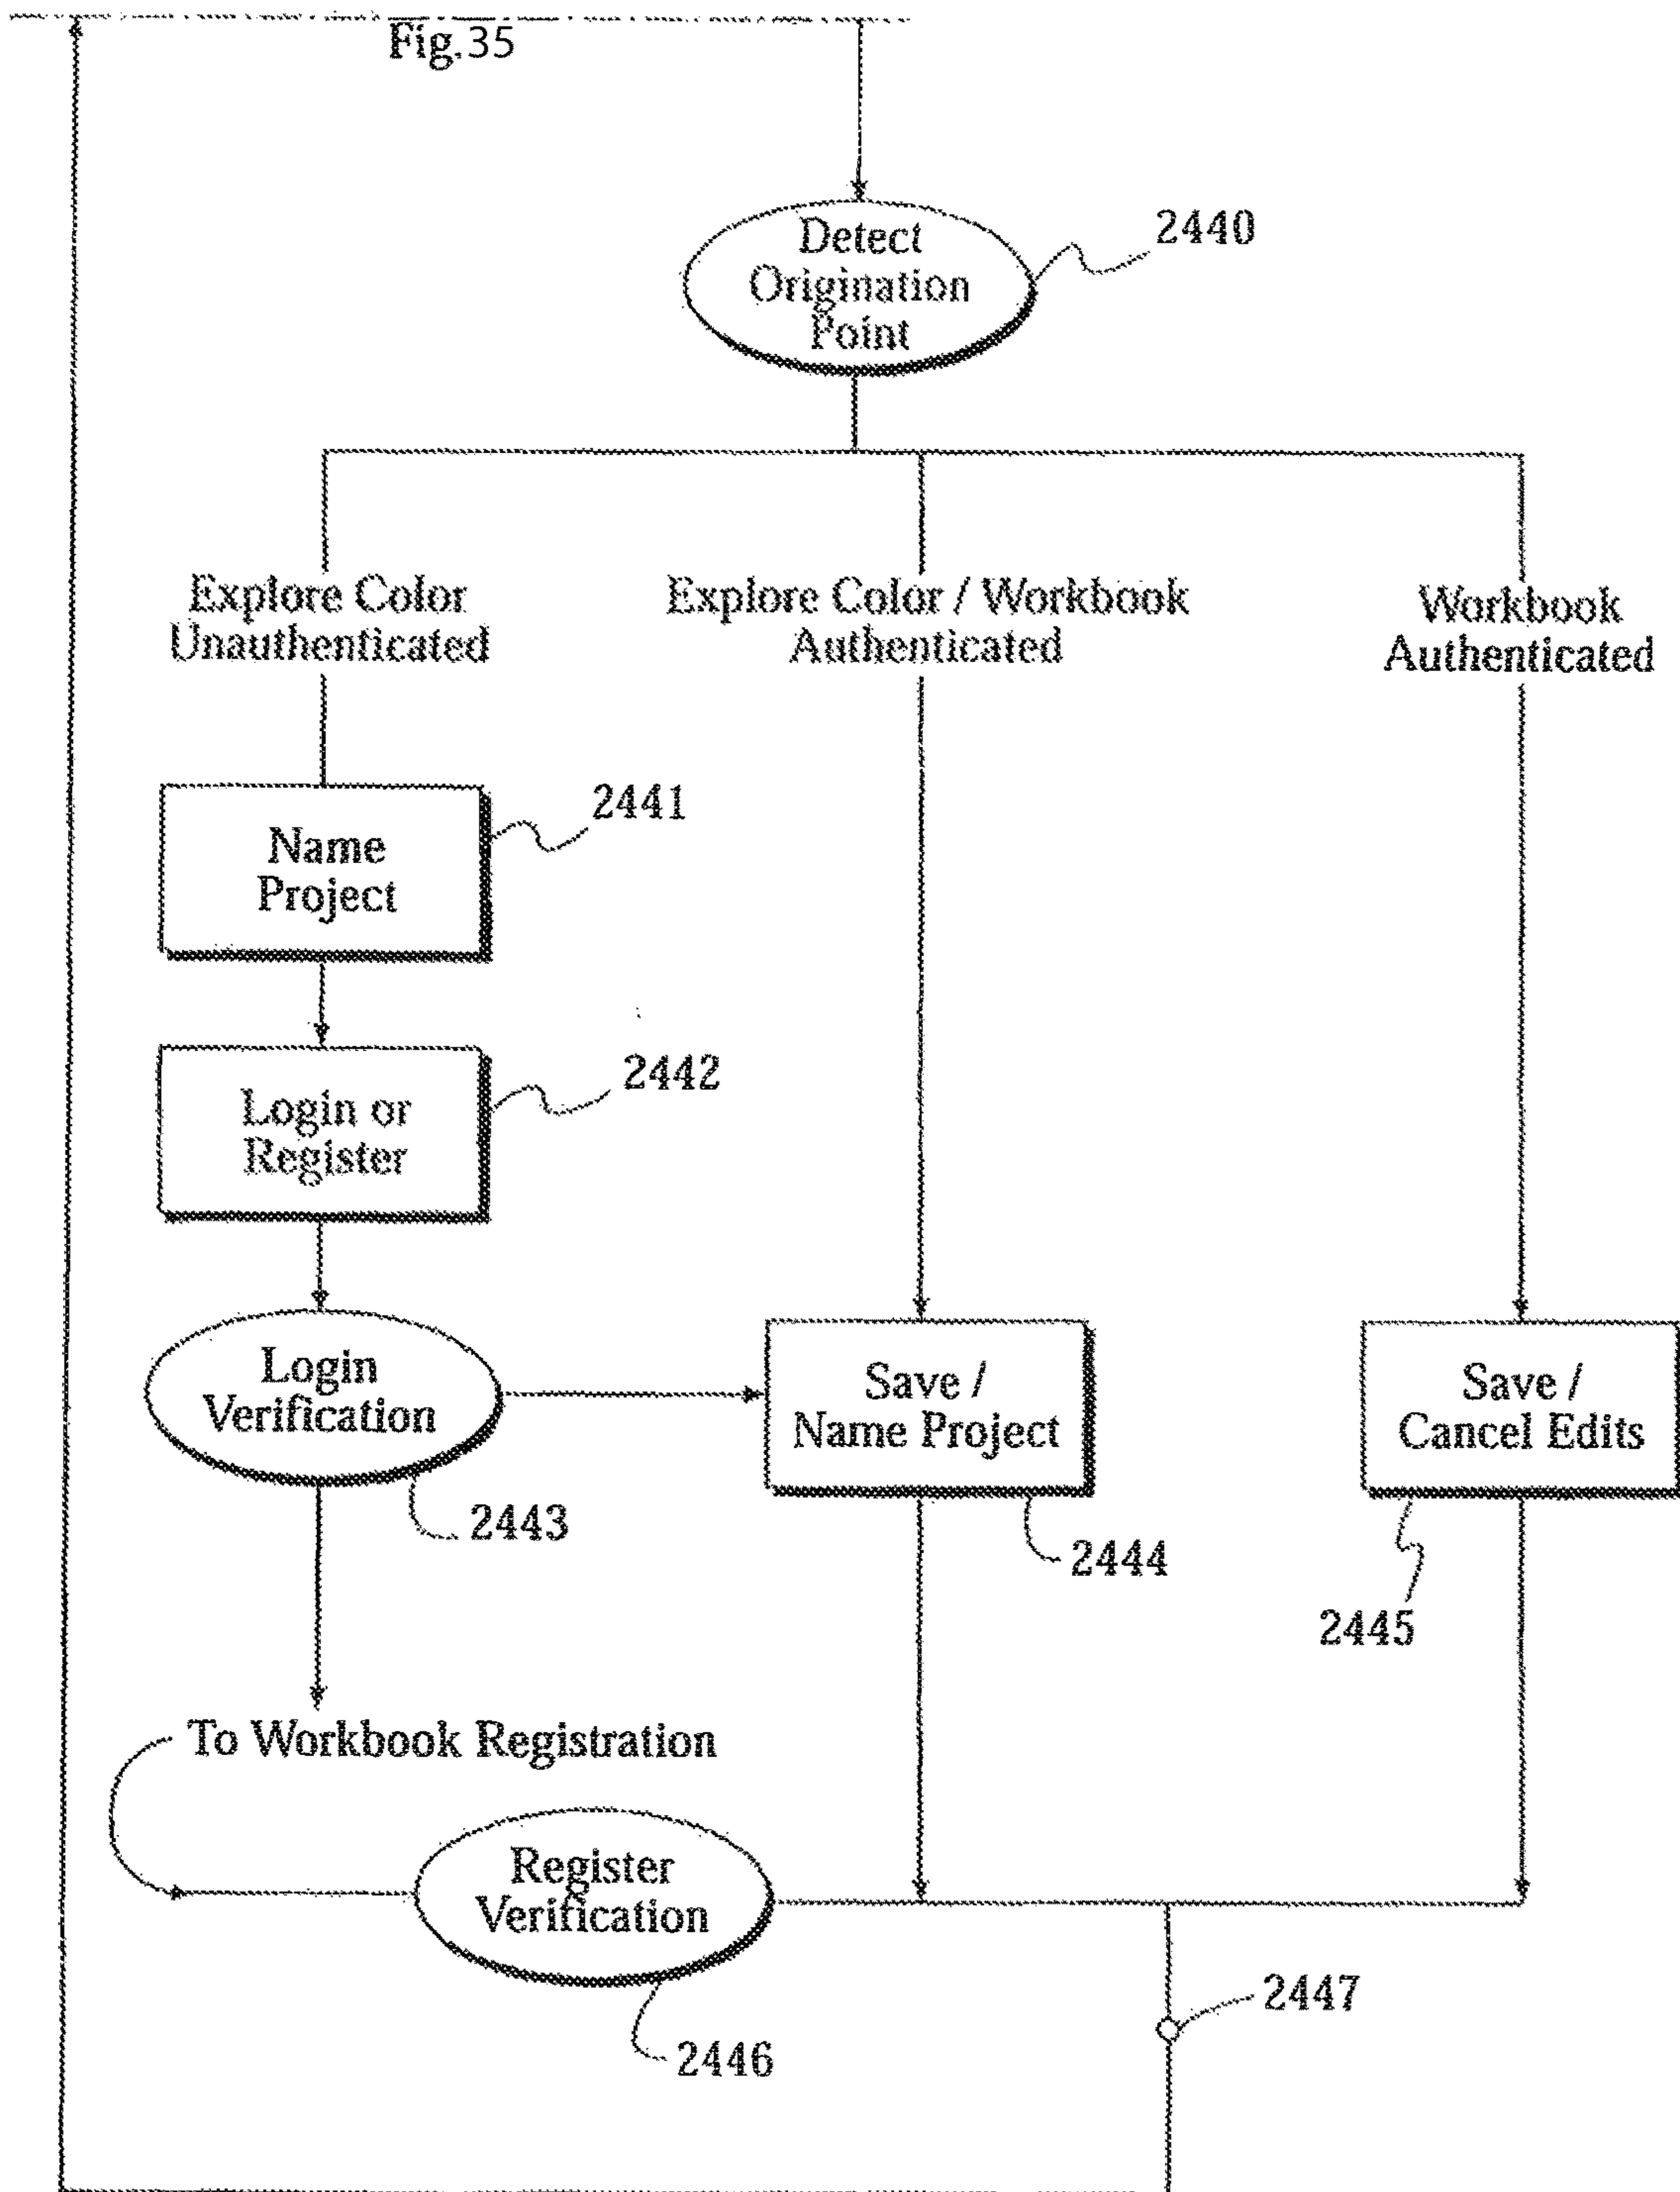 Fig.35
Detect
Origination
Point
2440
Explore Color
Unauthenticated
Explore Color / Workbook
Authenticated
Workbook
Authenticated
Name
Project
2441
Login or
Register
2442
Login
Verification
2443
Save /
Name Project
2444
Save /
Cancel Edits
2445
To Workbook Registration
Register
Verification
2446
2447